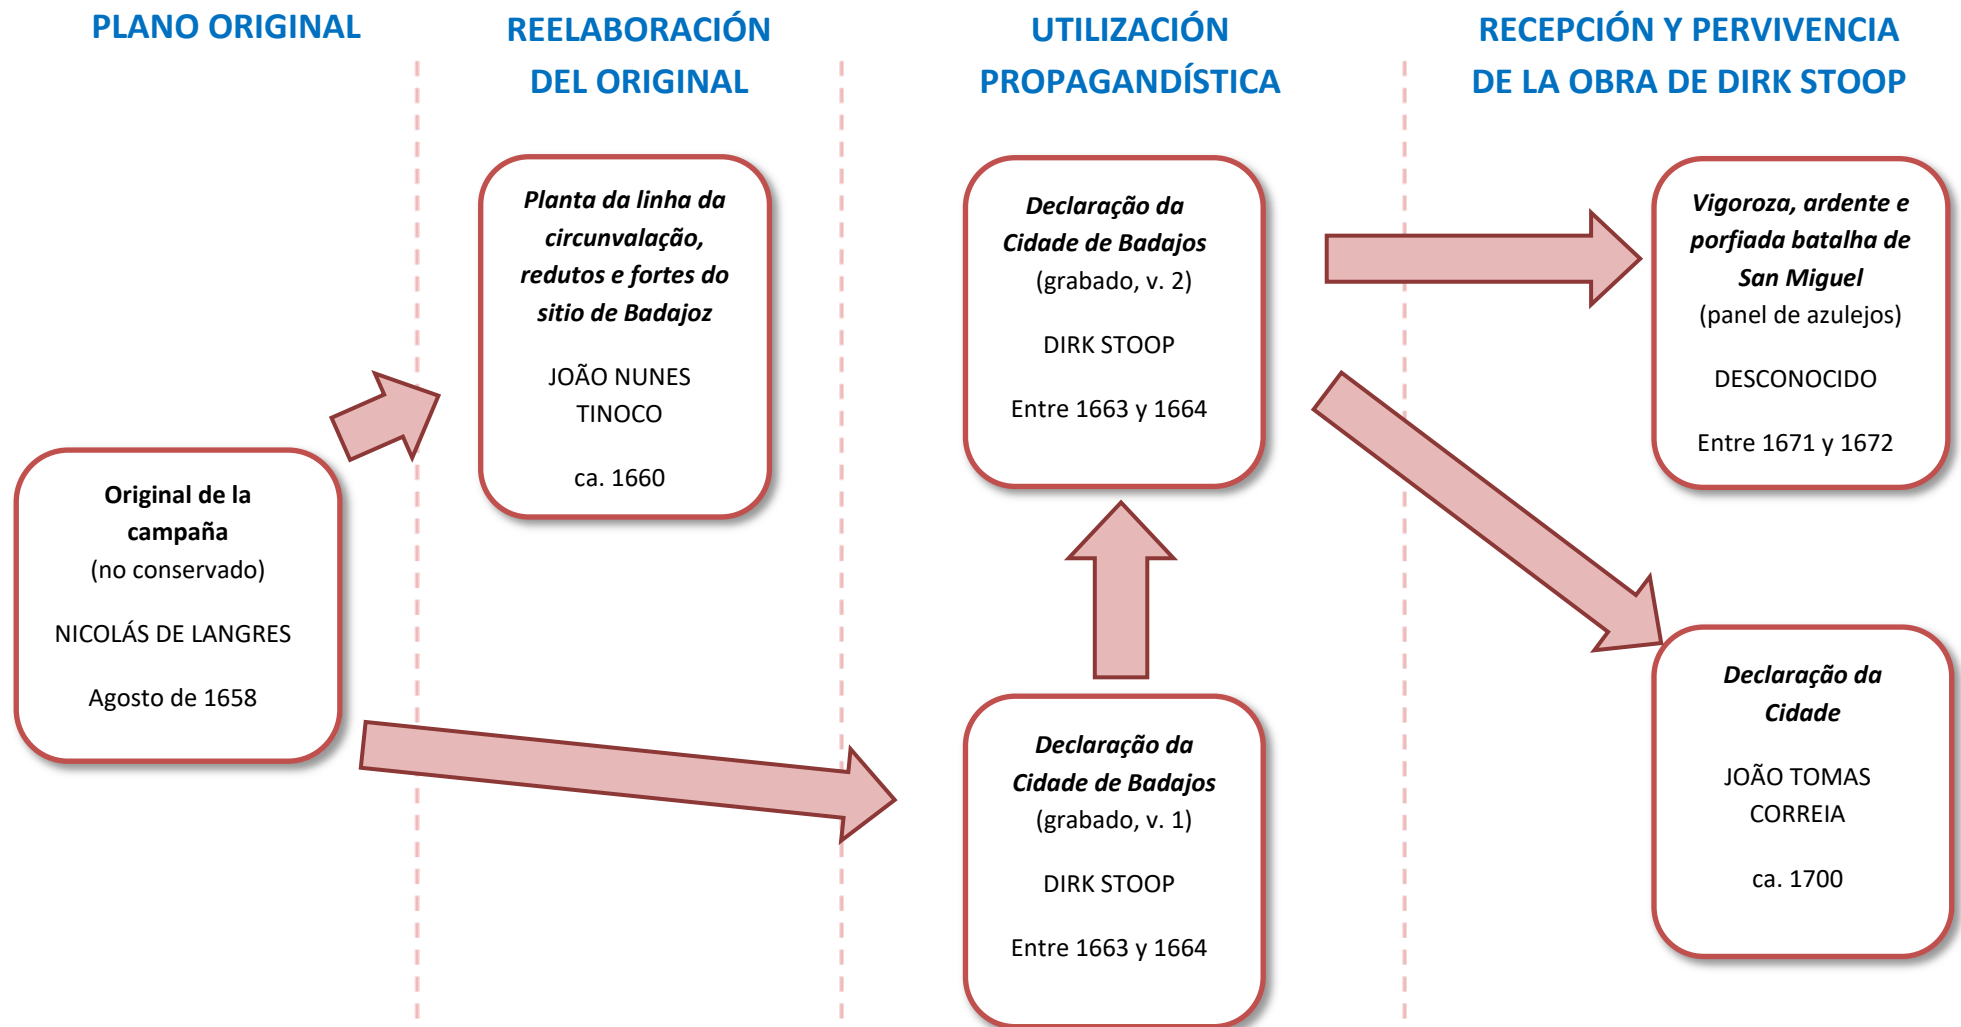 PLANO ORIGINAL
REELABORACIÓN
DEL ORIGINAL
UTILIZACIÓN
PROPAGANDÍSTICA
RECEPCIÓN Y PERVIVENCIA
DE LA OBRA DE DIRK STOOP
Original de la
campaña
(no conservado)
NICOLÁS DE LANGRES
Agosto de 1658
Planta da linha da
circunvalação,
redutos e fortes do
sitio de Badajoz
JOÃO NUNES
TINOCO
ca. 1660
Declaração da
Cidade de Badajos
(grabado, v. 2)
DIRK STOOP
Entre 1663 y 1664
Declaração da
Cidade de Badajos
(grabado, v. 1)
DIRK STOOP
Entre 1663 y 1664
Vigoroza, ardente e
porfiada batalha de
San Miguel
(panel de azulejos)
DESCONOCIDO
Entre 1671 y 1672
Declaração da
Cidade
JOÃO TOMAS
CORREIA
ca. 1700